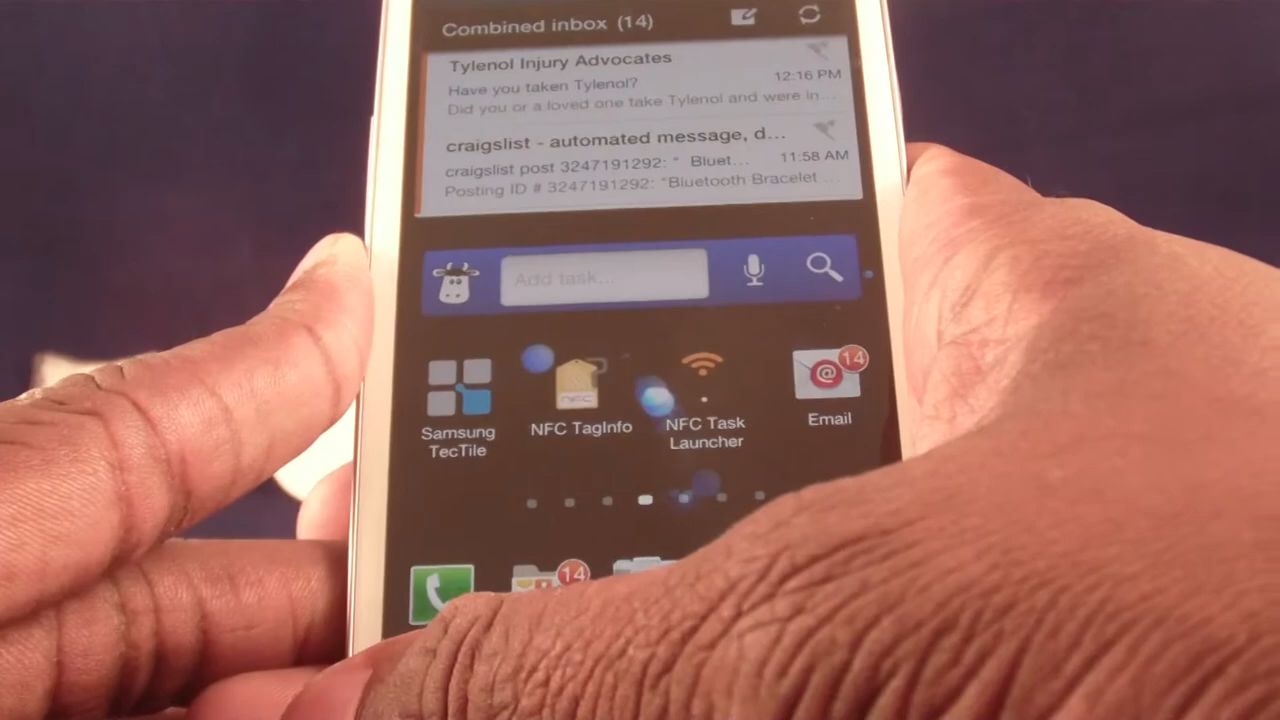 Combined inbox (14)
Tylenol Injury Advocates
Have you taken Tylenol? 12:16 PM
Did you or a loved one take Tylenol and were in...
craigslist - automated message, d...
craigslist post 3247191292: " Bluet... 11:58 AM
Posting ID # 3247191292: "Bluetooth Bracelet ...
Add task...
14
NFC
@
Samsung TecTile
NFC TagInfo
NFC Task Launcher
Email
14